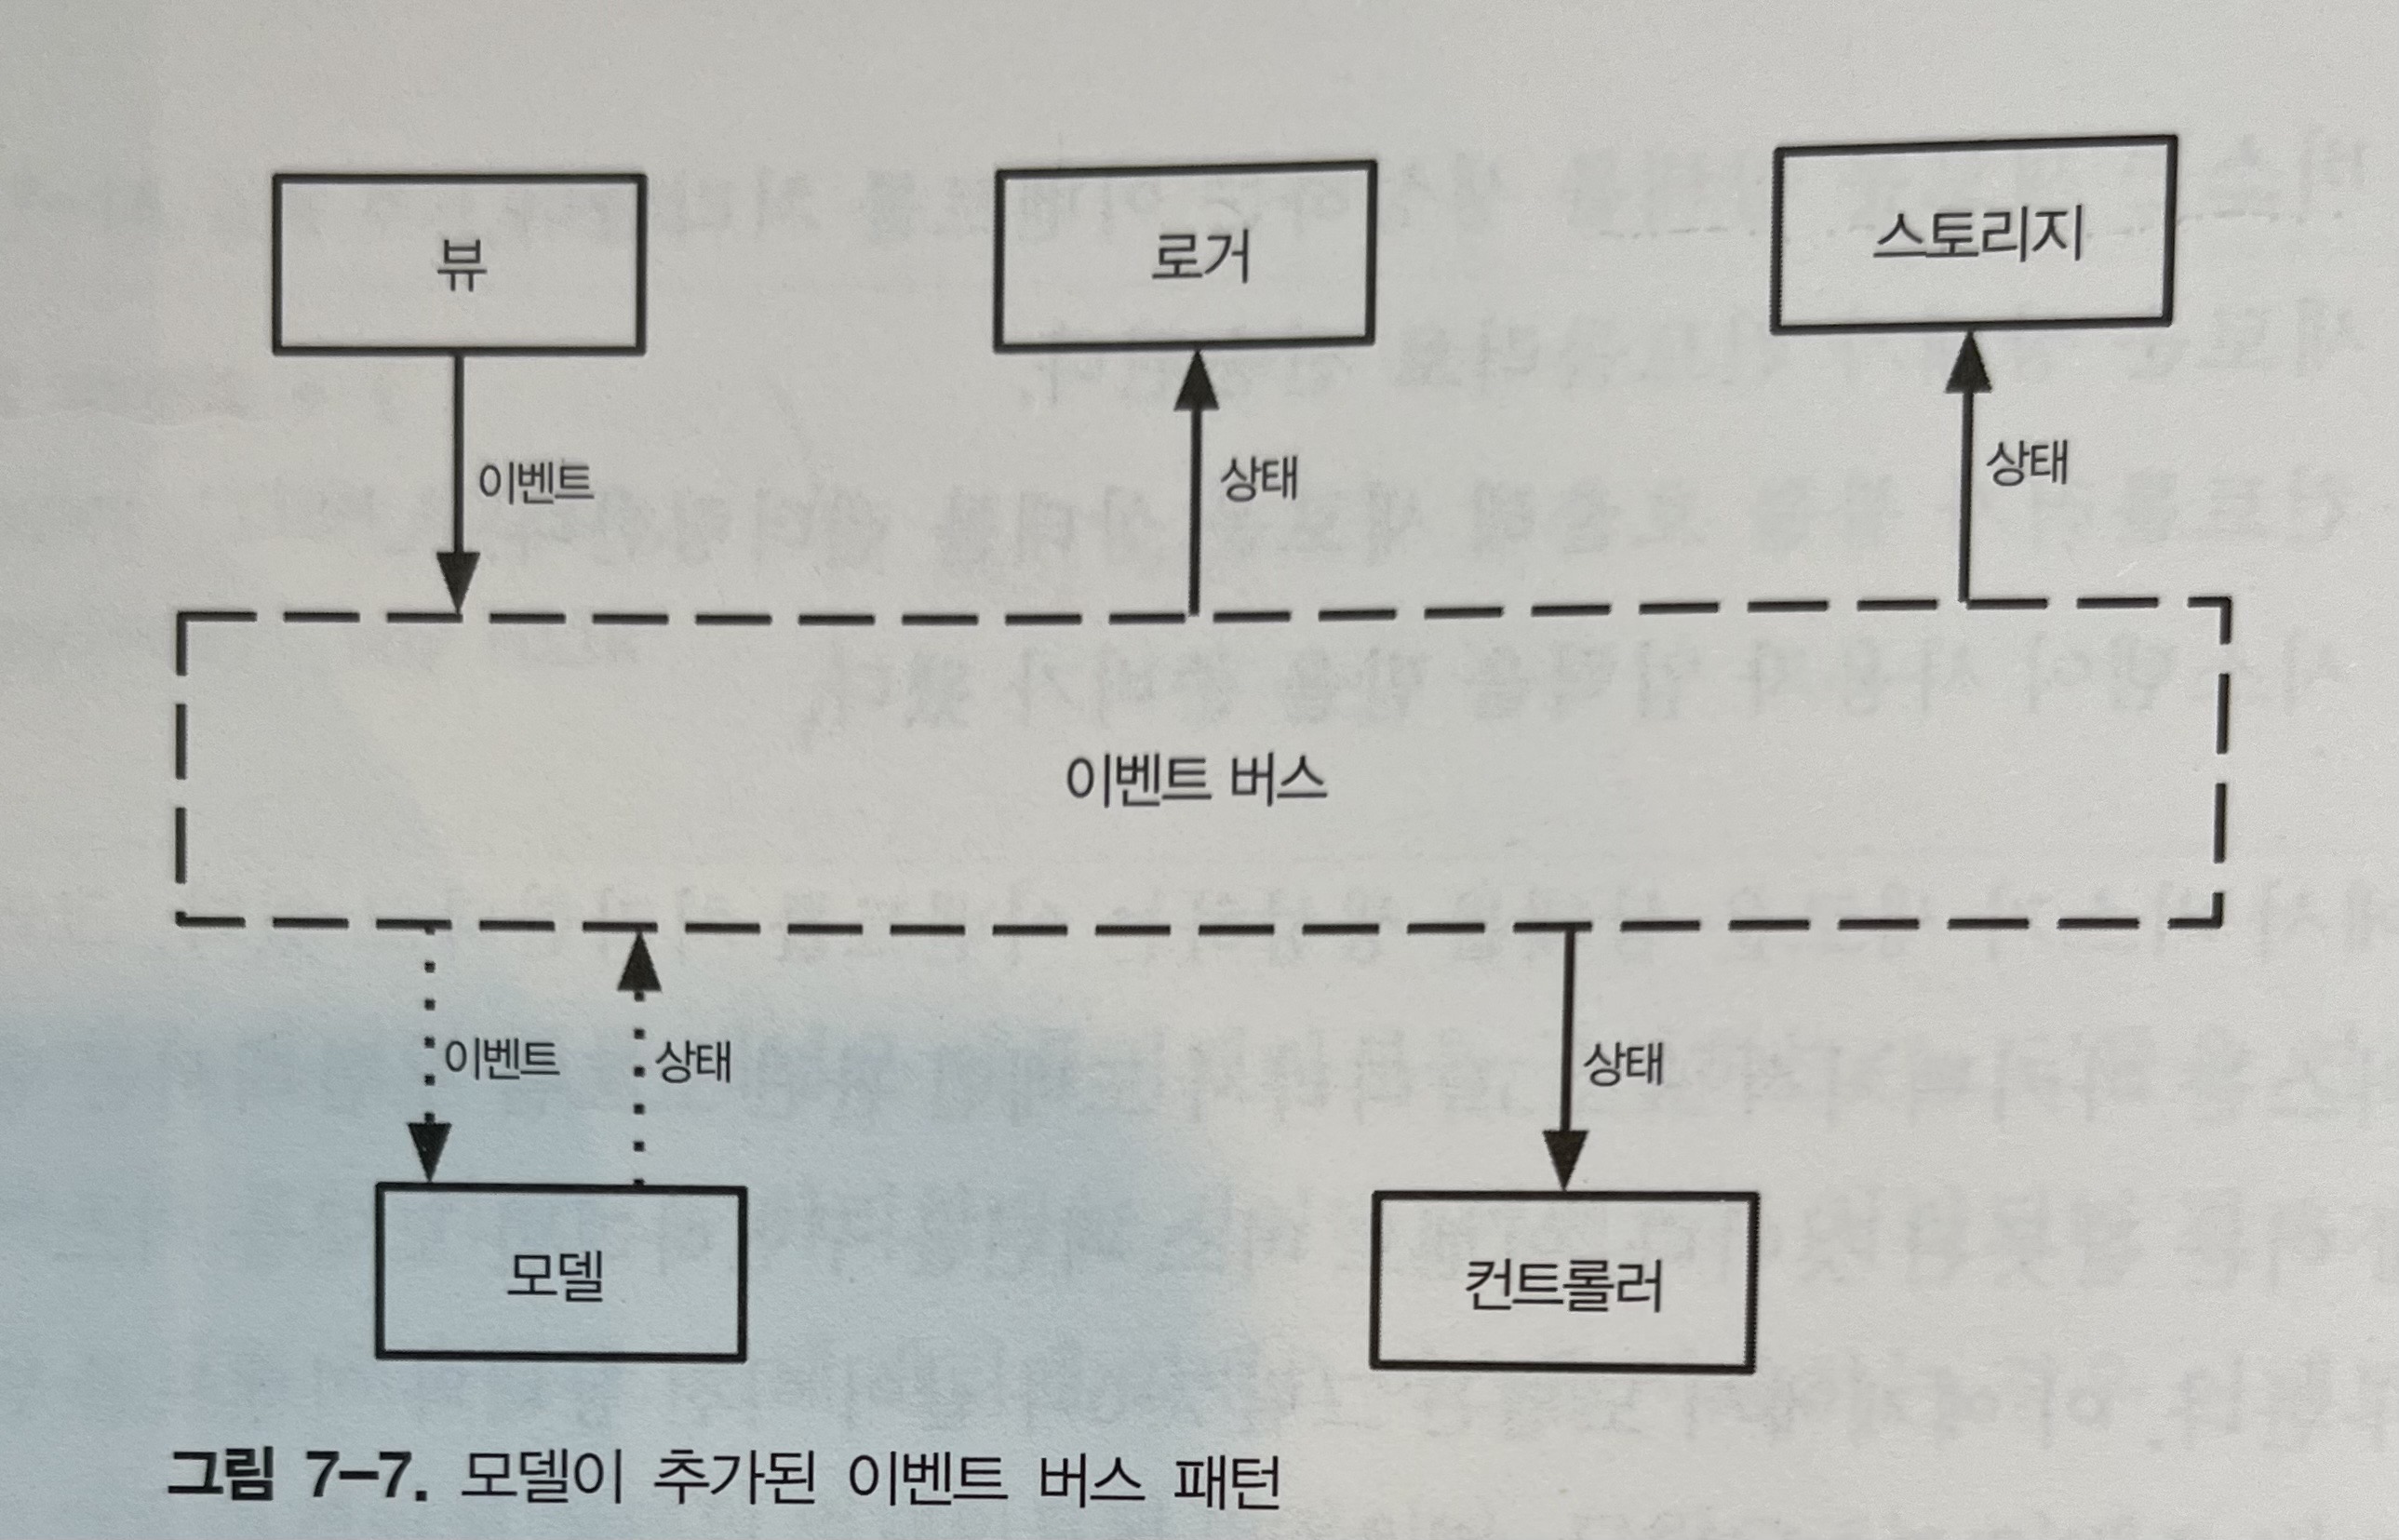 뷰
로거
스토리지
이벤트
상태
상태
이벤트 버스
이벤트
상태
상태
모델
컨트롤러
그림 7-7. 모델이 추가된 이벤트 버스 패턴